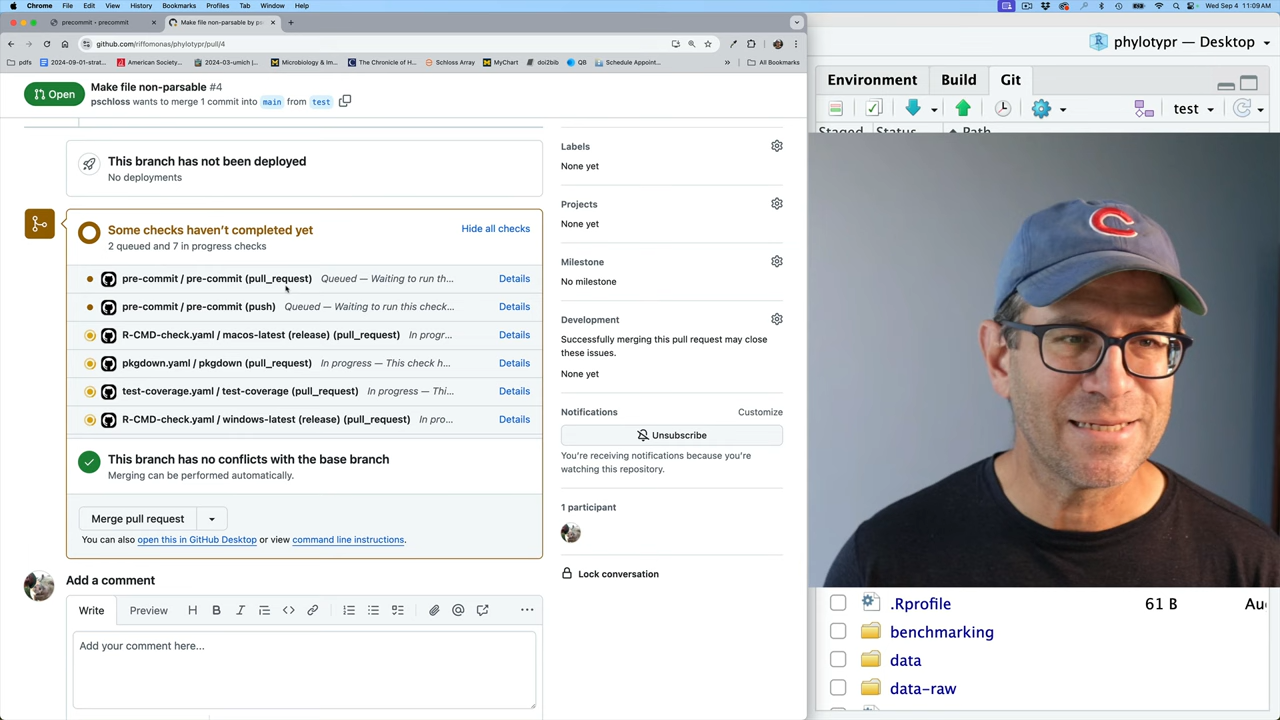 Chrome File Edit View History Bookmarks Profiles Tab Window Help
Wed Sep 4 11:09 AM
precommit • precommit
Make file non-parsable by ps
github.com/riffomonas/phylotypr/pull/4
pdfs
2024-09-01-strat...
American Society...
2024-03-umich |...
Microbiology & Im...
The Chronicle of H...
Schloss Array
MyChart
doi2bib
QB
Schedule Appoint...
All Bookmarks
Open
Make file non-parsable #4
pschloss wants to merge 1 commit into main from test
This branch has not been deployed
No deployments
Some checks haven't completed yet
Hide all checks
2 queued and 7 in progress checks
pre-commit / pre-commit (pull_request) Queued — Waiting to run th... Details
pre-commit / pre-commit (push) Queued — Waiting to run this check... Details
R-CMD-check.yaml / macos-latest (release) (pull_request) In progr... Details
pkgdown.yaml / pkgdown (pull_request) In progress — This check h... Details
test-coverage.yaml / test-coverage (pull_request) In progress — Thi... Details
R-CMD-check.yaml / windows-latest (release) (pull_request) In pro... Details
This branch has no conflicts with the base branch
Merging can be performed automatically.
Merge pull request
You can also open this in GitHub Desktop or view command line instructions.
Add a comment
Write Preview
H B I
Add your comment here...
Labels
None yet
Projects
None yet
Milestone
No milestone
Development
Successfully merging this pull request may close
these issues.
None yet
Notifications Customize
Unsubscribe
You're receiving notifications because you're
watching this repository.
1 participant
Lock conversation
R phylotypr — Desktop
Environment Build Git
test
Staged Status Path
C
.Rprofile 61 B Au
benchmarking
data
data-raw